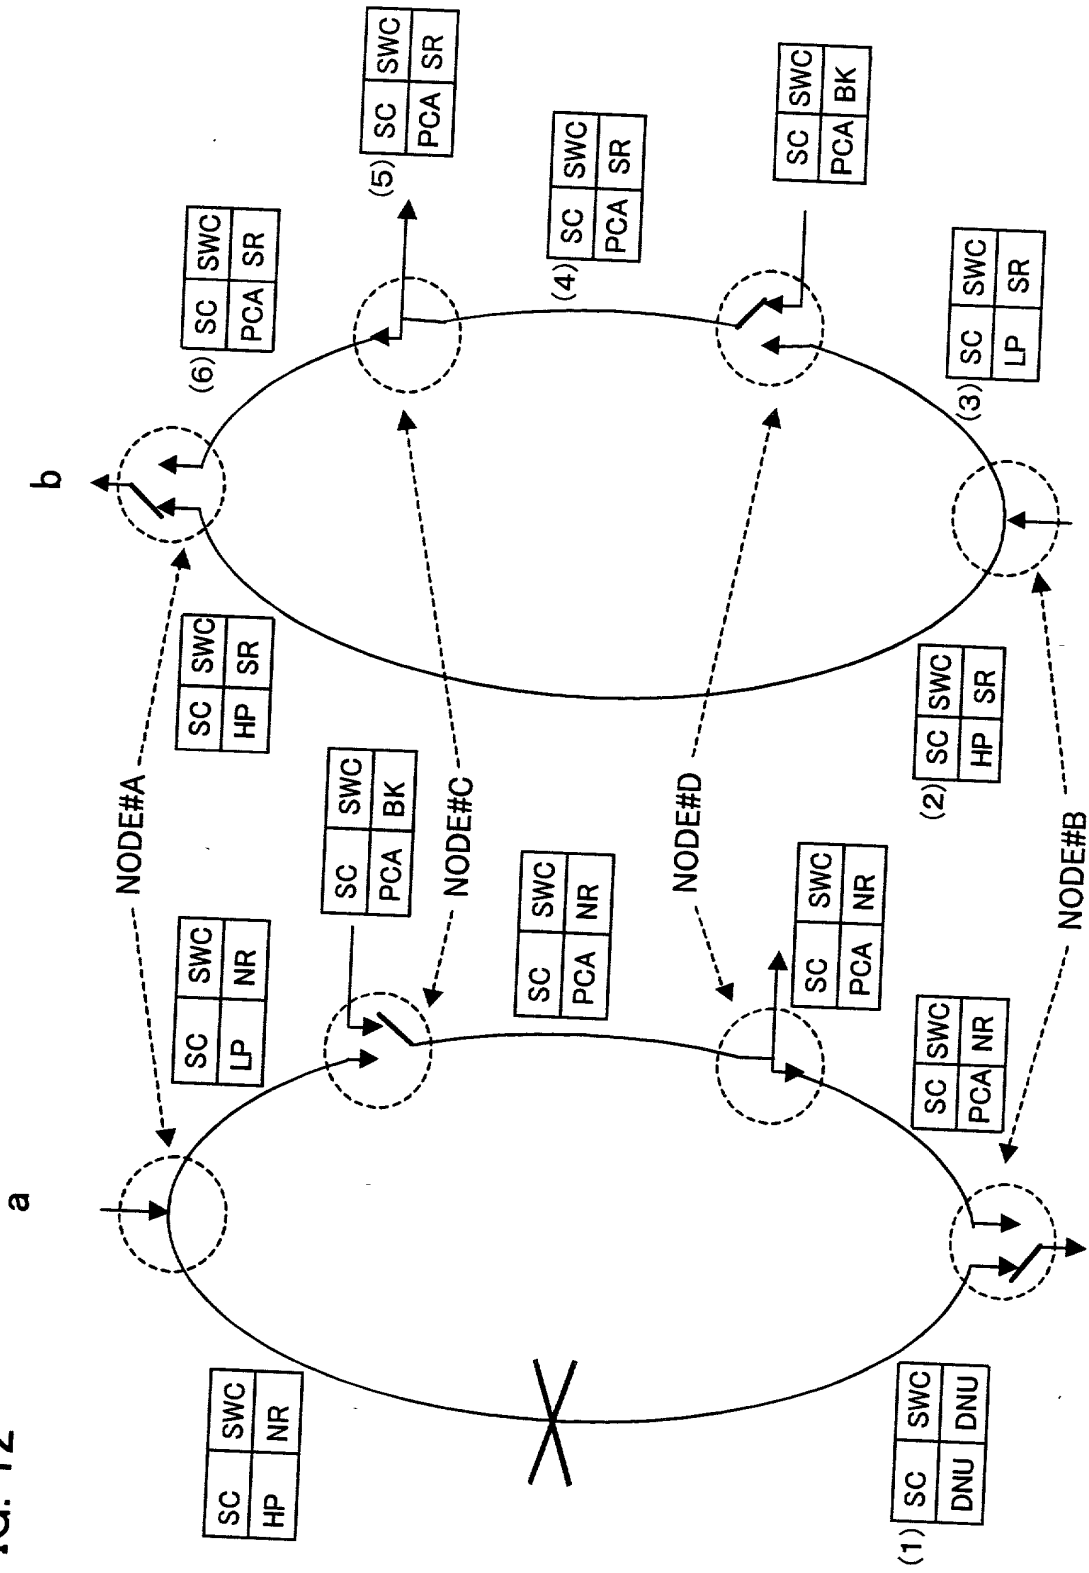 FIG. 12
a
b
NODE#A
SC SWC
HP NR
SC SWC
LP NR
SC SWC
HP SR
(6)
SC SWC
PCA SR
SC SWC
PCA BK
(5)
SC SWC
PCA SR
NODE#C
SC SWC
PCA NR
(4)
SC SWC
PCA SR
NODE#D
SC SWC
PCA NR
SC SWC
PCA BK
(1)
SC SWC
DNU DNU
SC SWC
PCA NR
(2)
SC SWC
HP SR
(3)
SC SWC
LP SR
NODE#B